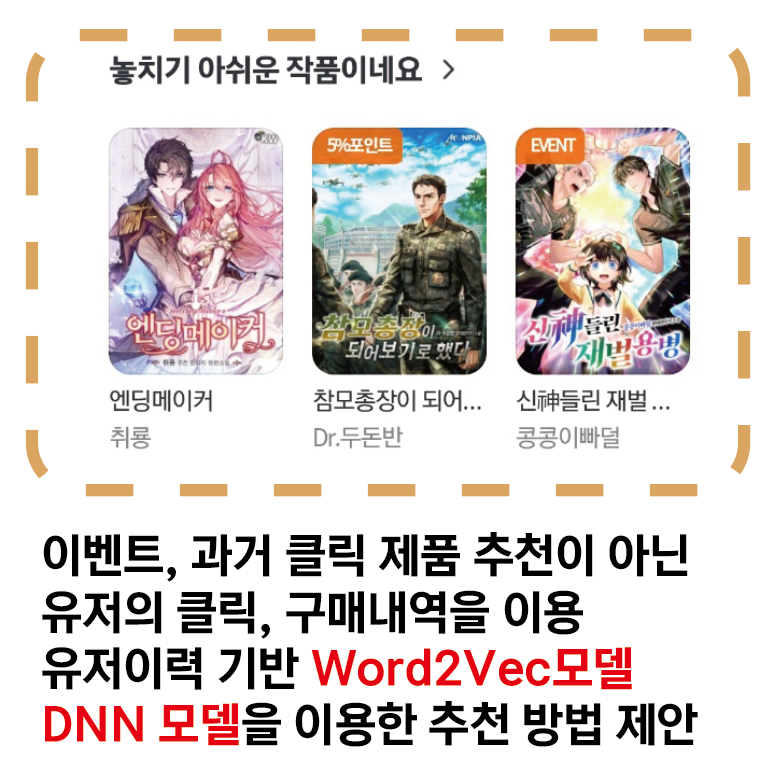 놓치기 아쉬운 작품이네요 >
KW
5%포인트
MUNPIA
EVENT
엔딩메이커
취룡
참모총장이
되어보기로 했다
신神들린
재벌용병
엔딩메이커
참모총장이 되어...
신神들린 재벌 ...
취룡
Dr.두돈반
콩콩이빠덜
이벤트, 과거 클릭 제품 추천이 아닌
유저의 클릭, 구매내역을 이용
유저이력 기반 Word2Vec모델
DNN 모델을 이용한 추천 방법 제안